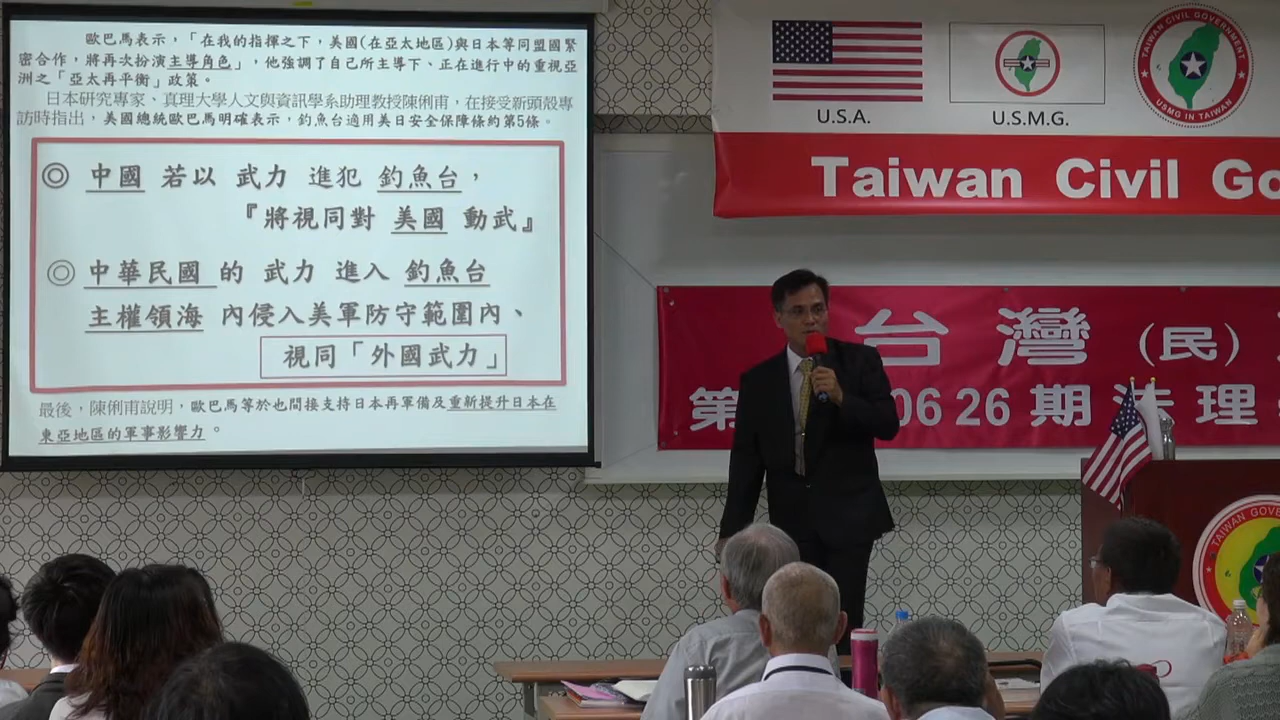 歐巴馬表示，「在我的指揮之下，美國(在亞太地區)與日本等同盟國緊
密合作，將再次扮演主導角色」，他強調了自己所主導下、正在進行中的重視亞
洲之「亞太再平衡」政策。
日本研究專家、真理大學人文與資訊學系助理教授陳俐甫，在接受新頭殼專
訪時指出，美國總統歐巴馬明確表示，釣魚台適用美日安全保障條約第5條。
◎ 中國 若以 武力 進犯 釣魚台，
『將視同對 美國 動武』
◎ 中華民國 的 武力 進入 釣魚台
主權領海 內侵入美軍防守範圍內、
視同「外國武力」
最後，陳俐甫說明，歐巴馬等於也間接支持日本再軍備及重新提升日本在
東亞地區的軍事影響力。
U.S.A.
U.S.M.G.
TAIWAN CIVIL GOVERNMENT
USMG IN TAIWAN
Taiwan Civil Go
台灣(民)
第 06 26 期法理
TAIWAN GOVE